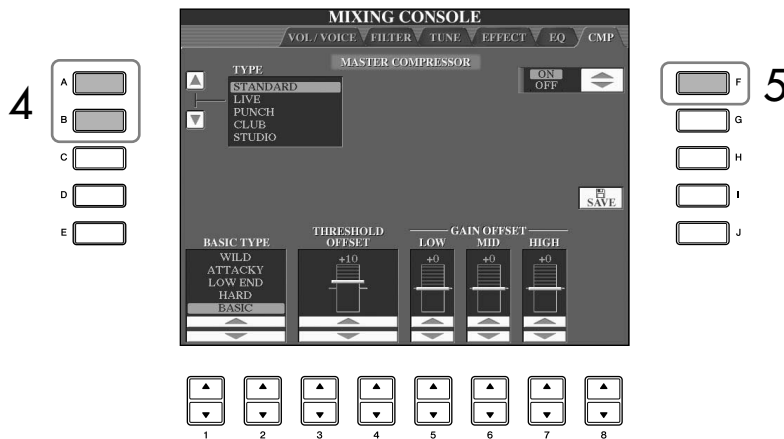 MIXING CONSOLE
VOL / VOICE FILTER TUNE EFFECT EQ CMP
MASTER COMPRESSOR
TYPE
STANDARD
LIVE
PUNCH
CLUB
STUDIO
ON
OFF
SAVE
4
A
B
C
D
E
5
F
G
H
I
J
BASIC TYPE
WILD
ATTACKY
LOW END
HARD
BASIC
THRESHOLD
OFFSET
+10
GAIN OFFSET
LOW MID HIGH
+0 +0 +0
1 2 3 4 5 6 7 8